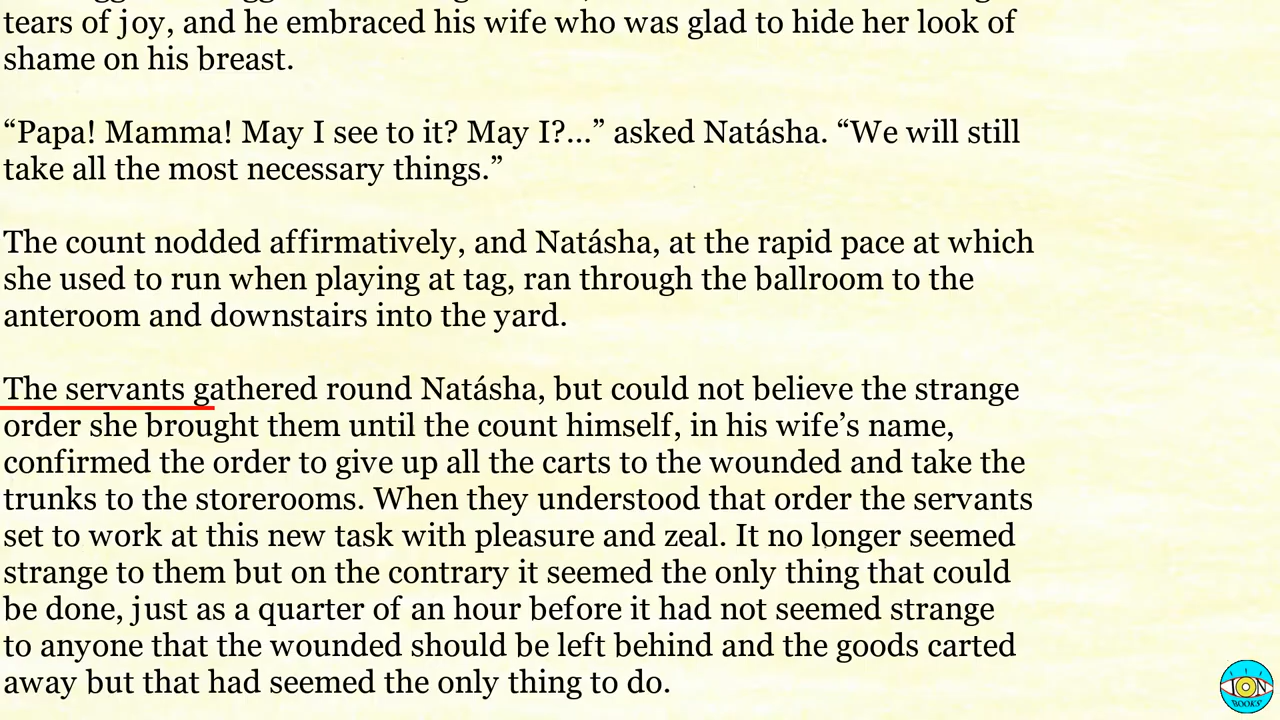 tears of joy, and he embraced his wife who was glad to hide her look of
shame on his breast.
“Papa! Mamma! May I see to it? May I?...” asked Natásha. “We will still
take all the most necessary things.”
The count nodded affirmatively, and Natásha, at the rapid pace at which
she used to run when playing at tag, ran through the ballroom to the
anteroom and downstairs into the yard.
The servants gathered round Natásha, but could not believe the strange
order she brought them until the count himself, in his wife’s name,
confirmed the order to give up all the carts to the wounded and take the
trunks to the storerooms. When they understood that order the servants
set to work at this new task with pleasure and zeal. It no longer seemed
strange to them but on the contrary it seemed the only thing that could
be done, just as a quarter of an hour before it had not seemed strange
to anyone that the wounded should be left behind and the goods carted
away but that had seemed the only thing to do.
ION
BOOKS